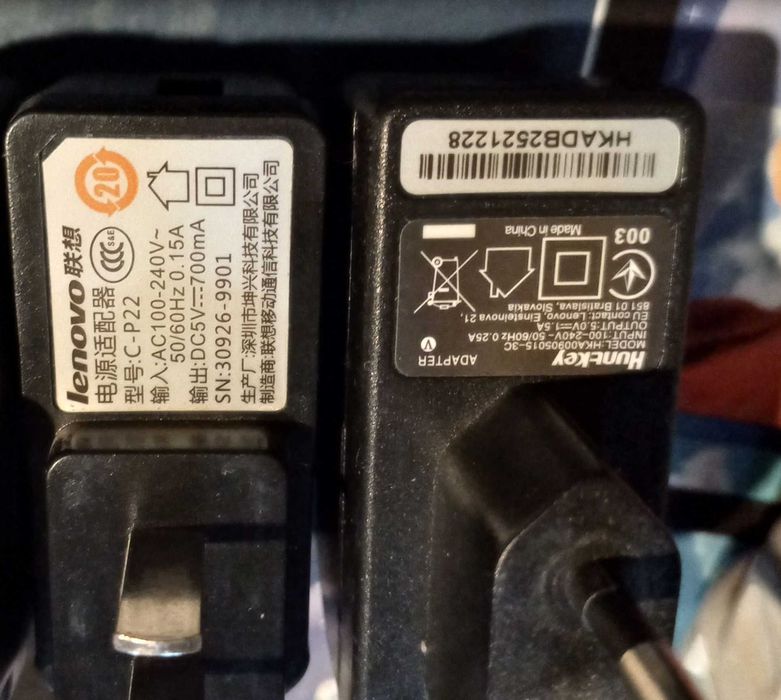 lenovo联想
电源适配器
型号:C-P22
输入:AC100-240V~
50/60Hz 0.15A
输出:DC5V⎓700mA
SN:30926-9901
生产厂:深圳市坤兴科技有限公司
制造商:联想移动通信科技有限公司
20
CCC
S&E
HKADB2521228
Huntkey
ADAPTER
V
MODEL:HKA00905015-3C
INPUT:100-240V~50/60Hz 0.25A
OUTPUT:5.0V⎓1.5A
EU contact: Lenovo, Einsteinova 21,
851 01 Bratislava, Slovakia
003
Made in China